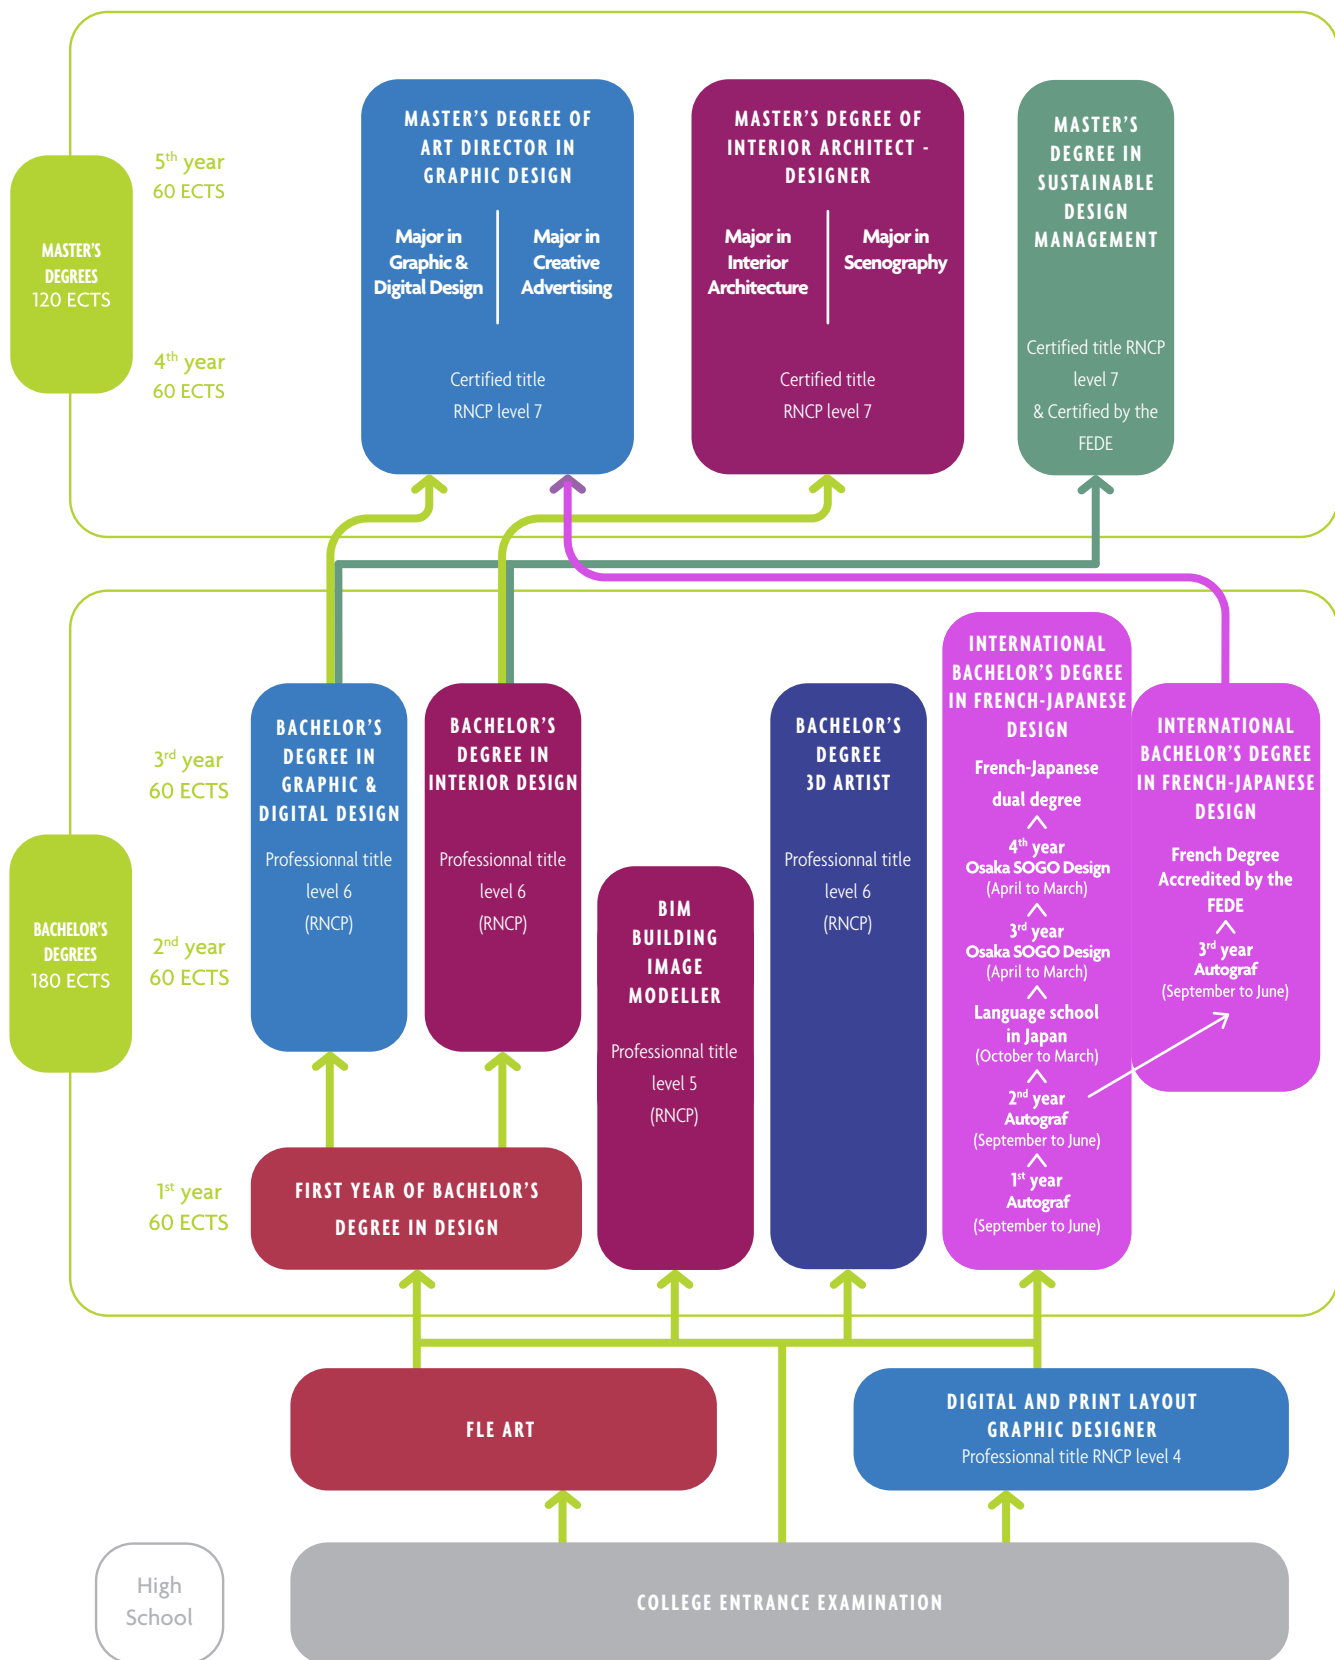 MASTER'S
DEGREES
120 ECTS
5th year
60 ECTS
4th year
60 ECTS
MASTER'S DEGREE OF
ART DIRECTOR IN
GRAPHIC DESIGN
Major in
Graphic &
Digital Design
Major in
Creative
Advertising
Certified title
RNCP level 7
MASTER'S DEGREE OF
INTERIOR ARCHITECT -
DESIGNER
Major in
Interior
Architecture
Major in
Scenography
Certified title
RNCP level 7
MASTER'S
DEGREE IN
SUSTAINABLE
DESIGN
MANAGEMENT
Certified title RNCP
level 7
& Certified by the
FEDE
BACHELOR'S
DEGREES
180 ECTS
3rd year
60 ECTS
2nd year
60 ECTS
1st year
60 ECTS
BACHELOR'S
DEGREE IN
GRAPHIC &
DIGITAL DESIGN
Professionnal title
level 6
(RNCP)
BACHELOR'S
DEGREE IN
INTERIOR DESIGN
Professionnal title
level 6
(RNCP)
FIRST YEAR OF BACHELOR'S
DEGREE IN DESIGN
BIM
BUILDING
IMAGE
MODELLER
Professionnal title
level 5
(RNCP)
BACHELOR'S
DEGREE
3D ARTIST
Professionnal title
level 6
(RNCP)
INTERNATIONAL
BACHELOR'S DEGREE
IN FRENCH-JAPANESE
DESIGN
French-Japanese
dual degree
4th year
Osaka SOGO Design
(April to March)
3rd year
Osaka SOGO Design
(April to March)
Language school
in Japan
(October to March)
2nd year
Autograf
(September to June)
1st year
Autograf
(September to June)
INTERNATIONAL
BACHELOR'S DEGREE
IN FRENCH-JAPANESE
DESIGN
French Degree
Accredited by the
FEDE
3rd year
Autograf
(September to June)
FLE ART
DIGITAL AND PRINT LAYOUT
GRAPHIC DESIGNER
Professionnal title RNCP level 4
High
School
COLLEGE ENTRANCE EXAMINATION